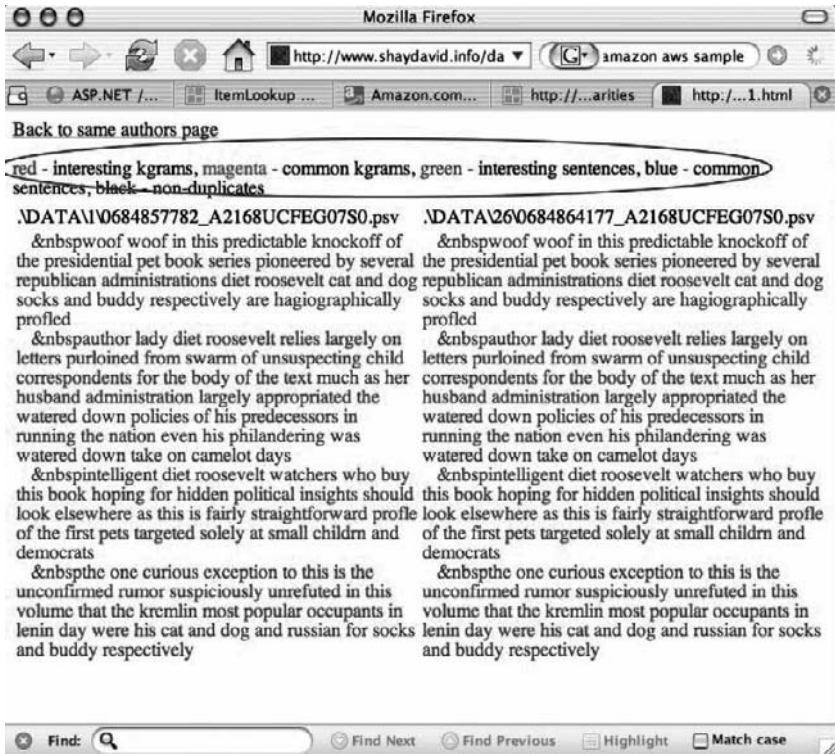 Mozilla Firefox
http://www.shaydavid.info/da
G
amazon aws sample
ASP.NET /...
ItemLookup ...
Amazon.com...
http://...arities
http:/...1.html
Back to same authors page
red - interesting kgrams, magenta - common kgrams, green - interesting sentences, blue - common
sentences, black - non-duplicates
.\DATA\1\0684857782_A2168UCFEG07S0.psv
&nbspwoof woof in this predictable knockoff of
the presidential pet book series pioneered by several
republican administrations diet roosevelt cat and dog
socks and buddy respectively are hagiographically
profled
&nbspauthor lady diet roosevelt relies largely on
letters purloined from swarm of unsuspecting child
correspondents for the body of the text much as her
husband administration largely appropriated the
watered down policies of his predecessors in
running the nation even his philandering was
watered down take on camelot days
&nbspintelligent diet roosevelt watchers who buy
this book hoping for hidden political insights should
look elsewhere as this is fairly straightforward profle
of the first pets targeted solely at small childrn and
democrats
&nbspthe one curious exception to this is the
unconfirmed rumor suspiciously unrefuted in this
volume that the kremlin most popular occupants in
lenin day were his cat and dog and russian for socks
and buddy respectively
.\DATA\26\0684864177_A2168UCFEG07S0.psv
&nbspwoof woof in this predictable knockoff of
the presidential pet book series pioneered by several
republican administrations diet roosevelt cat and dog
socks and buddy respectively are hagiographically
profled
&nbspauthor lady diet roosevelt relies largely on
letters purloined from swarm of unsuspecting child
correspondents for the body of the text much as her
husband administration largely appropriated the
watered down policies of his predecessors in
running the nation even his philandering was
watered down take on camelot days
&nbspintelligent diet roosevelt watchers who buy
this book hoping for hidden political insights should
look elsewhere as this is fairly straightforward profle
of the first pets targeted solely at small childrn and
democrats
&nbspthe one curious exception to this is the
unconfirmed rumor suspiciously unrefuted in this
volume that the kremlin most popular occupants in
lenin day were his cat and dog and russian for socks
and buddy respectively
Find:
Find Next
Find Previous
Highlight
Match case